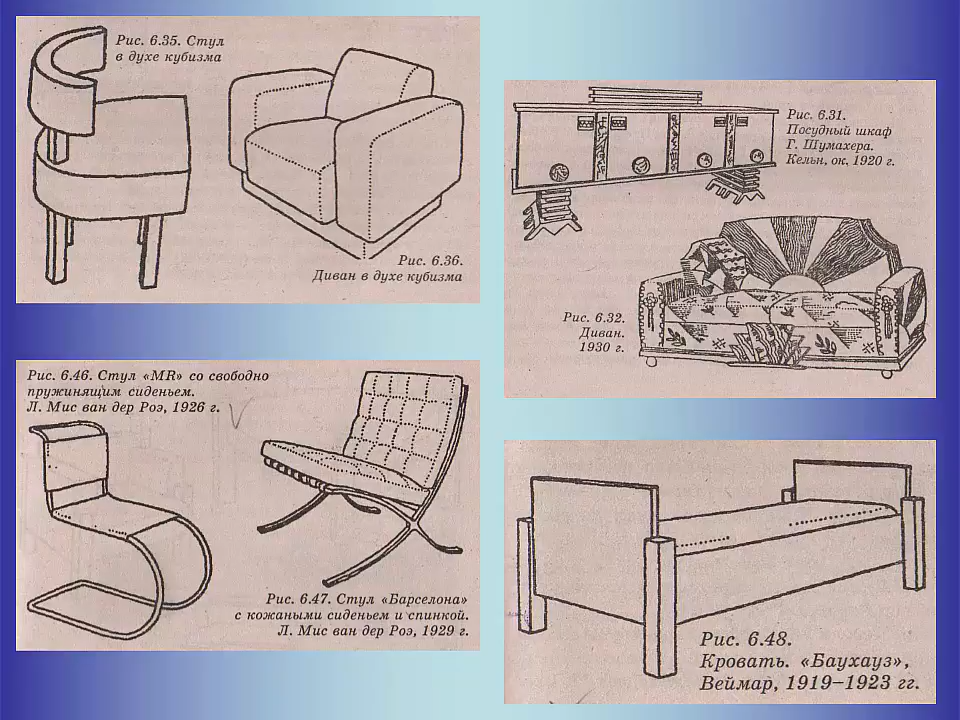 Рис. 6.35. Стул
в духе кубизма
Рис. 6.36.
Диван в духе кубизма
Рис. 6.31.
Посудный шкаф
Г. Шумахера.
Кельн, ок. 1920 г.
Рис. 6.32.
Диван.
1930 г.
Рис. 6.46. Стул «MR» со свободно
пружинящим сиденьем.
Л. Мис ван дер Роэ, 1926 г.
Рис. 6.47. Стул «Барселона»
с кожаными сиденьем и спинкой.
Л. Мис ван дер Роэ, 1929 г.
Рис. 6.48.
Кровать. «Баухауз»,
Веймар, 1919–1923 гг.